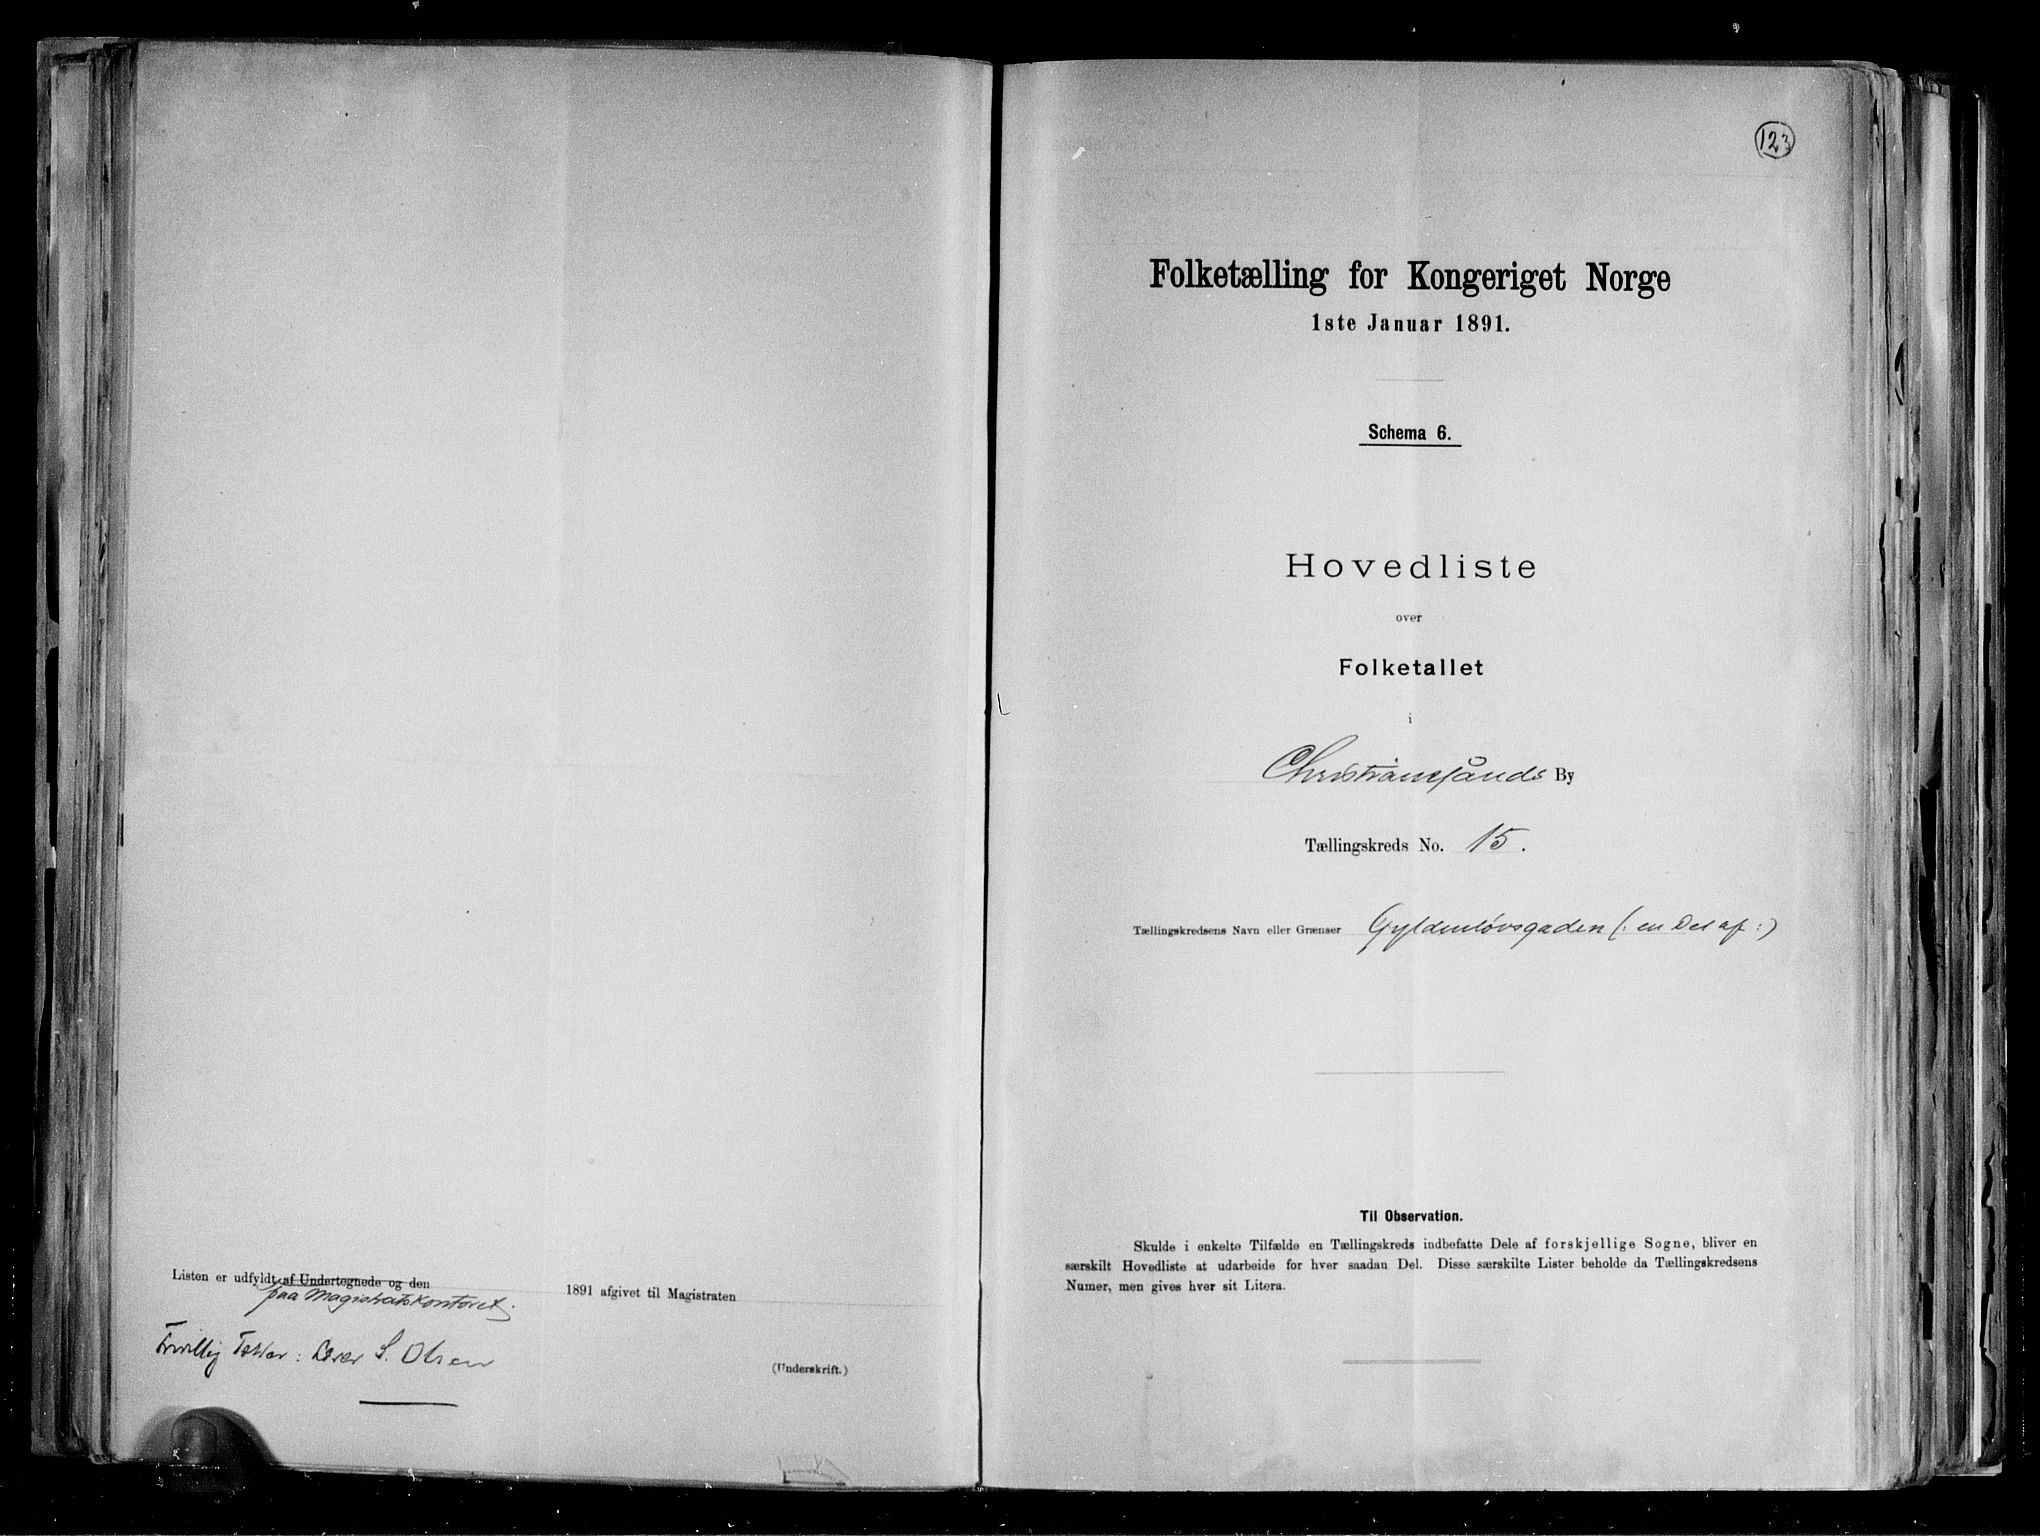 Listen er udfyldt af Undertegnede og den
paa Magistratskontoret.
1891 afgivet til Magistraten
Frivillig Tæller: Lærer S. Olsen
(Underskrift.)
123
Folketælling for Kongeriget Norge
1ste Januar 1891.
Schema 6.
Hovedliste
over
Folketallet
i
Christianssands By
Tællingskreds No. 15.
Tællingskredsens Navn eller Grænser Gyldenløvsgaden (: en Del af :)
Til Observation.
Skulde i enkelte Tilfælde en Tællingskreds indbefatte Dele af forskjellige Sogne, bliver en
særskilt Hovedliste at udarbeide for hver saadan Del. Disse særskilte Lister beholde da Tællingskredsens
Numer, men gives hver sit Litera.